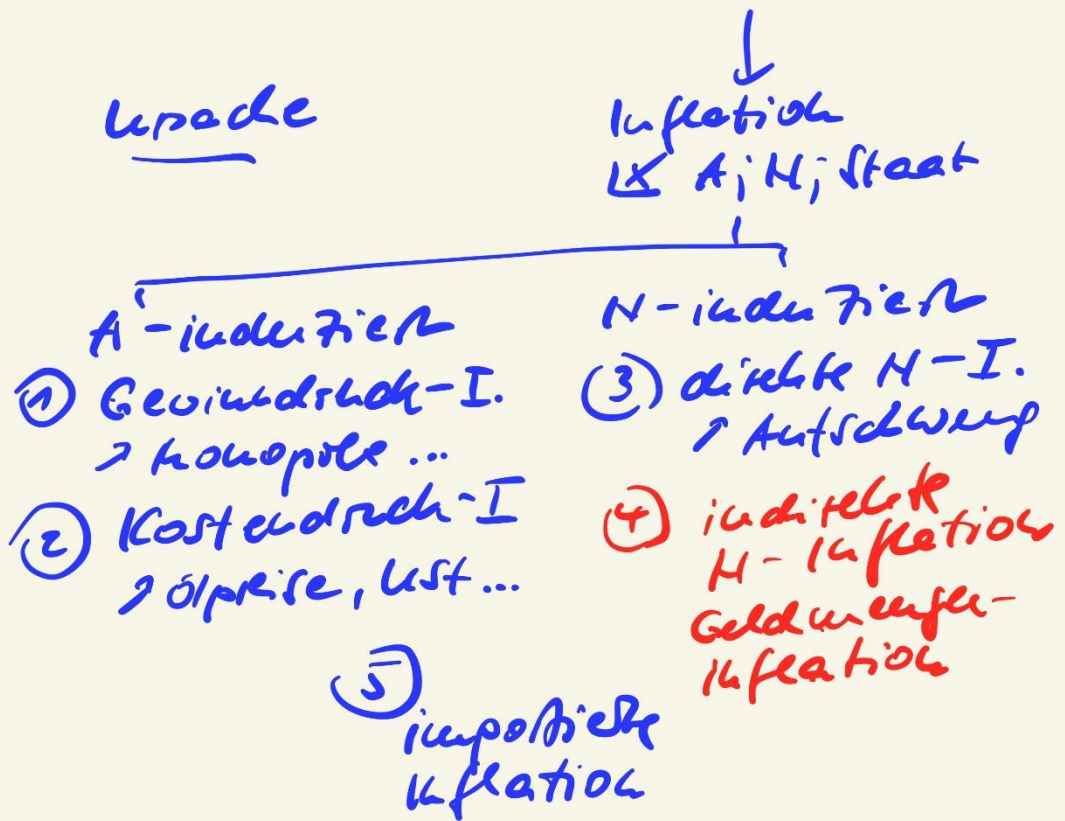 Ursache
Inflation
A; N; Staat
A-induziert
N-induziert
① Gewinndruck-I.
↗ Monopole ...
② Kostendruck-I
↗ Ölpreise, USt ...
③ direkte N-I.
↗ Aufschwung
④ indirekte
N-Inflation
Geldmengen-
inflation
⑤
importierte
Inflation